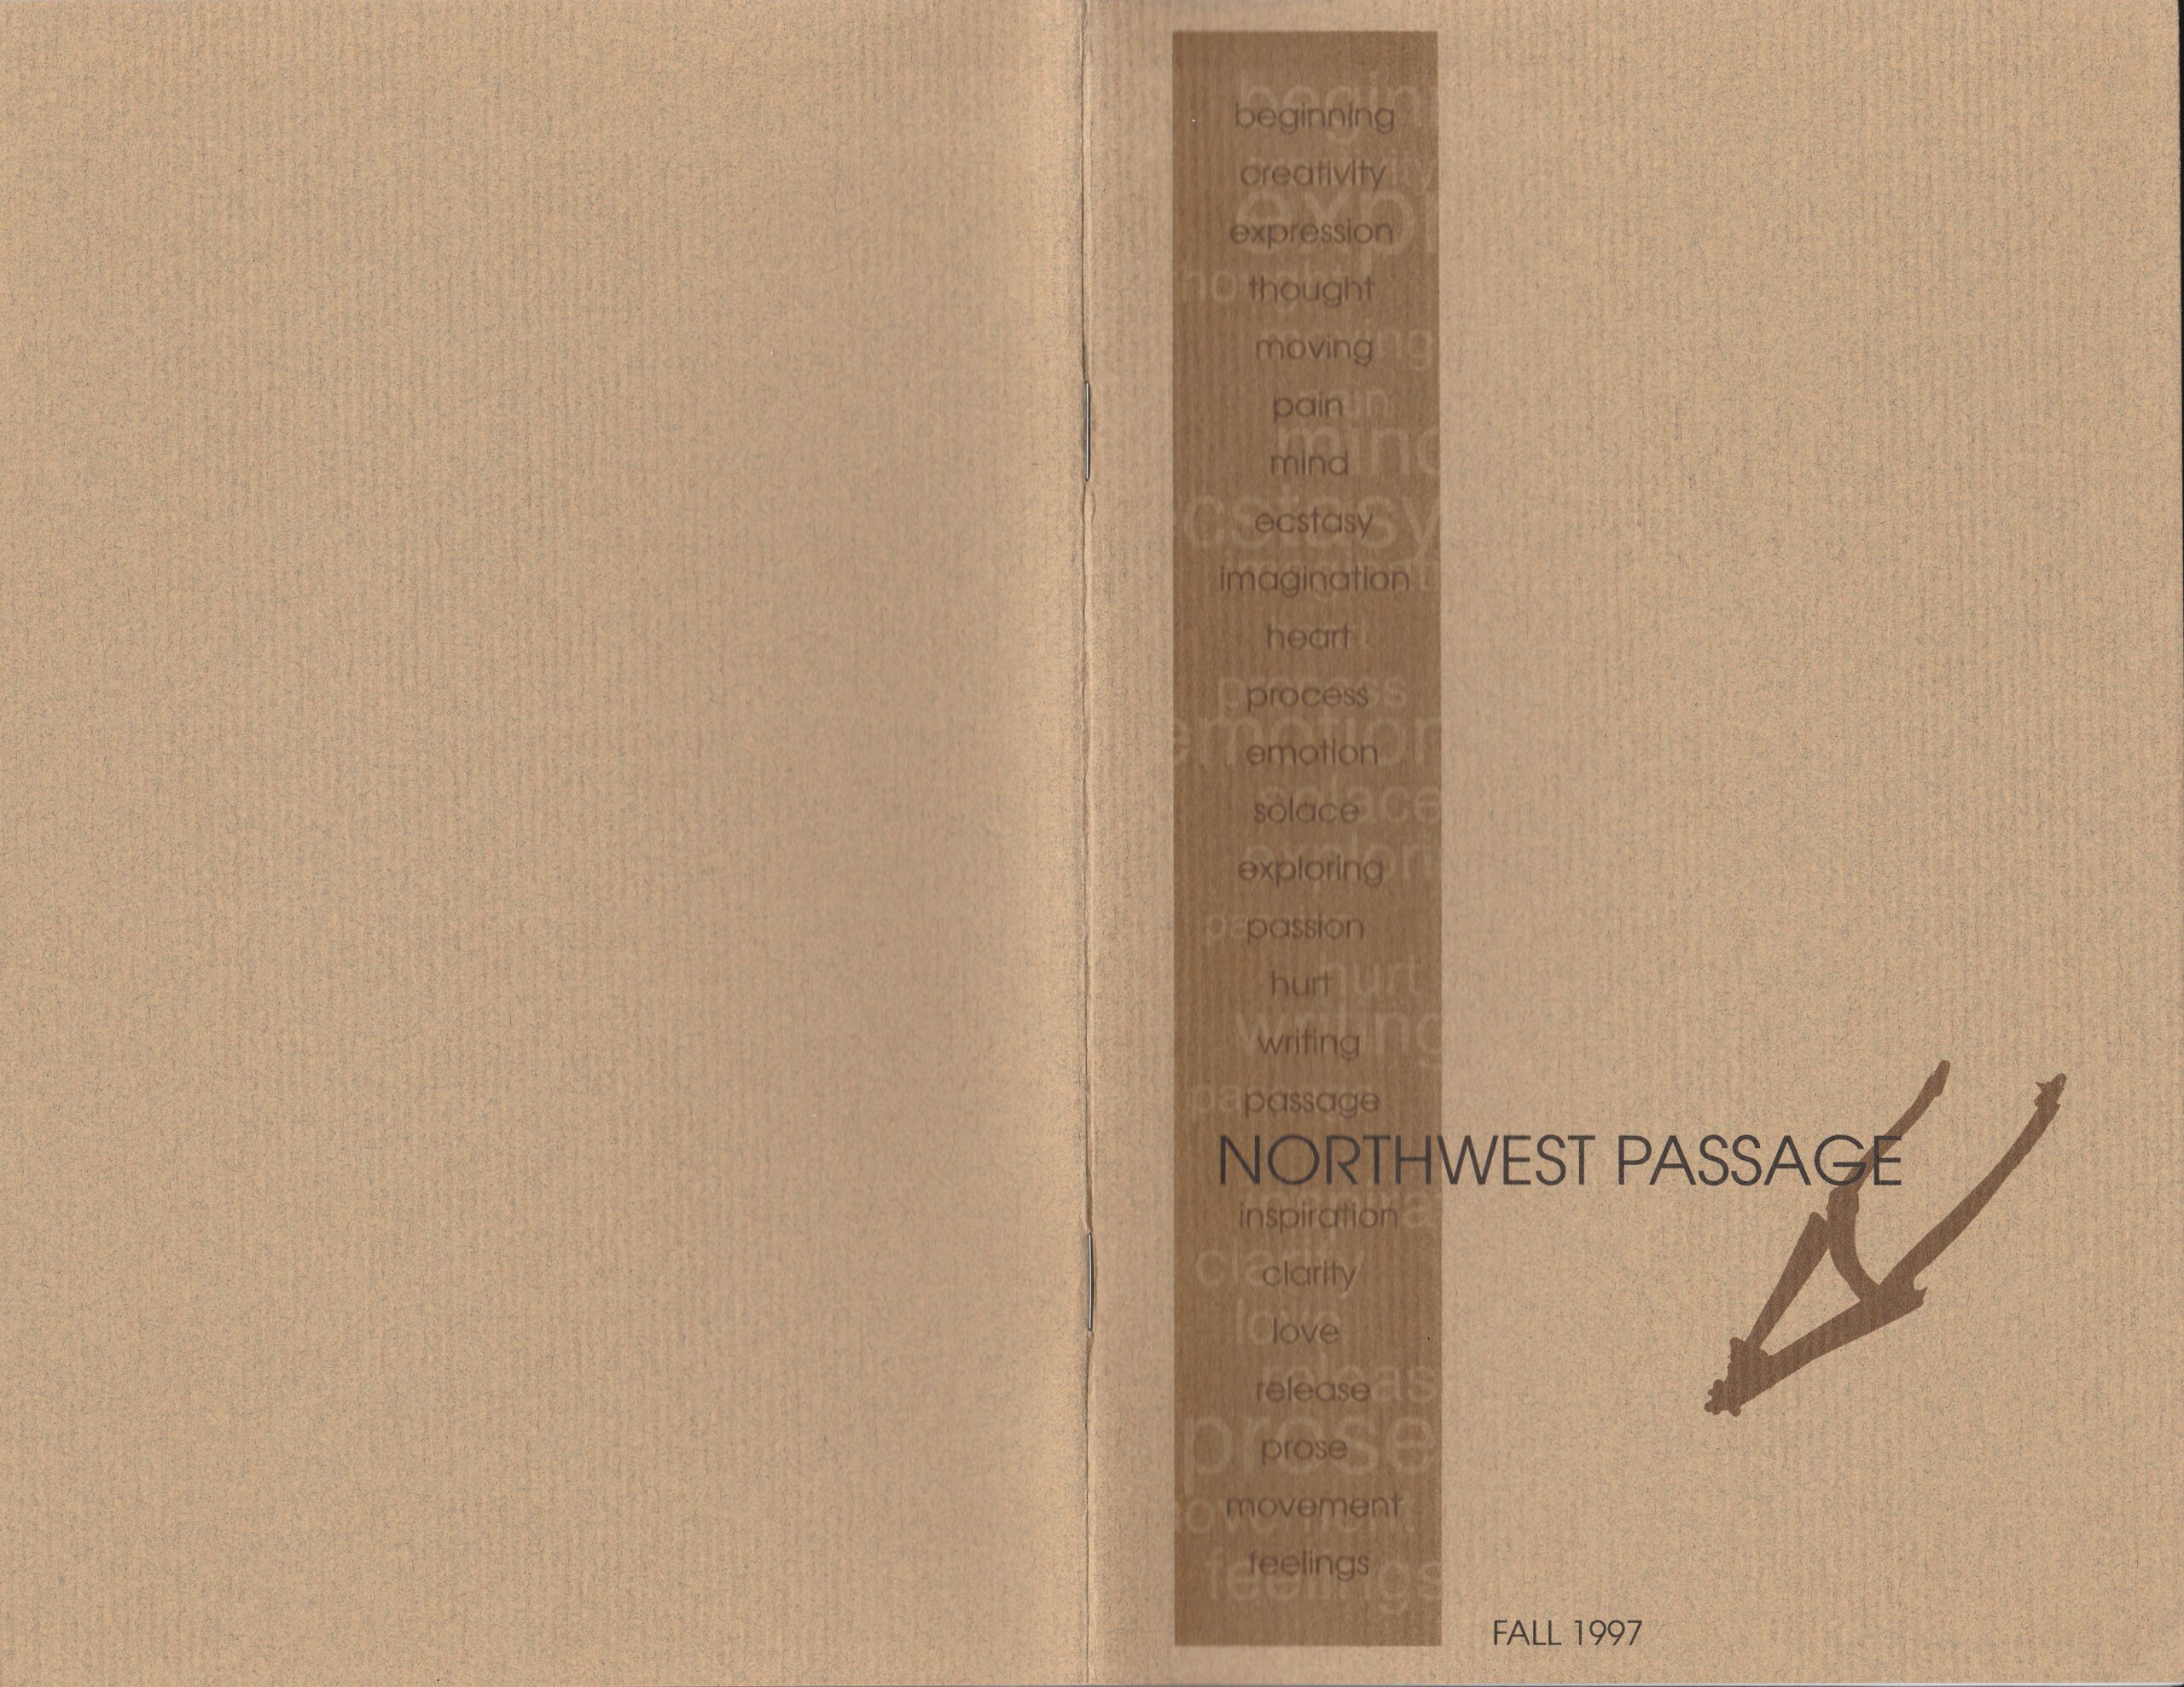 beginning
creativity
expression
thought
moving
pain
mind
ecstasy
imagination
heart
process
emotion
solace
exploring
passion
hurt
writing
passage
NORTHWEST PASSAGE
inspiration
clarity
love
release
prose
movement
feelings
FALL 1997